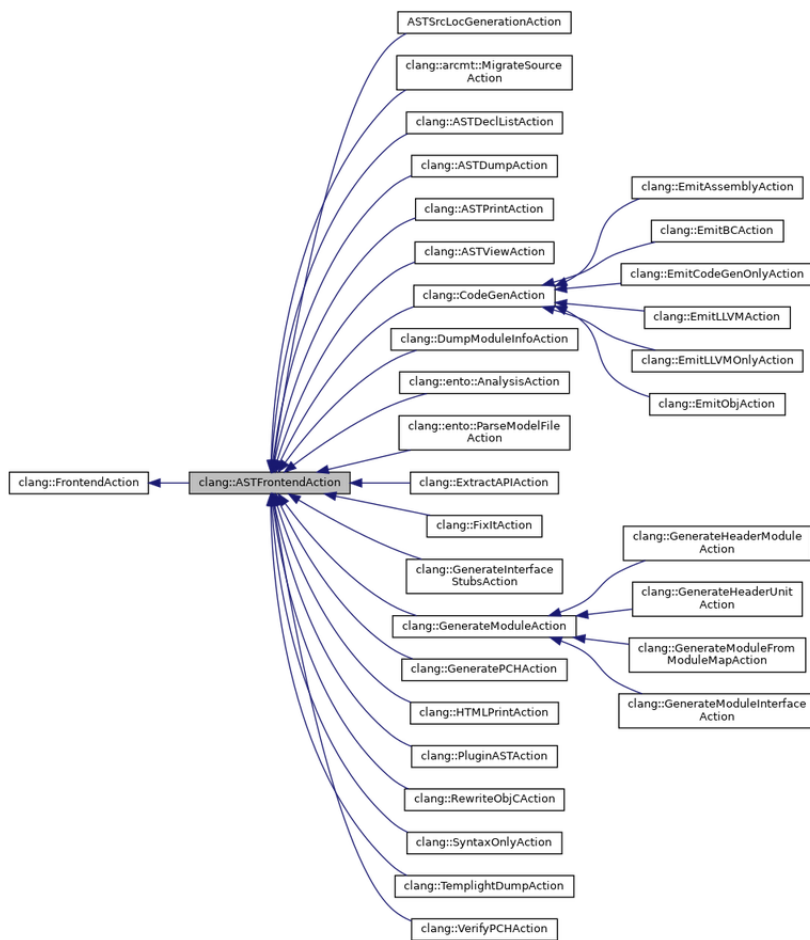 ASTSrcLocGenerationAction
clang::arcmt::MigrateSource
Action
clang::ASTDeclListAction
clang::ASTDumpAction
clang::ASTPrintAction
clang::ASTViewAction
clang::CodeGenAction
clang::EmitAssemblyAction
clang::EmitBCAction
clang::EmitCodeGenOnlyAction
clang::EmitLLVMAction
clang::EmitLLVMOnlyAction
clang::EmitObjAction
clang::DumpModuleInfoAction
clang::ento::AnalysisAction
clang::ento::ParseModelFile
Action
clang::FrontendAction
clang::ASTFrontendAction
clang::ExtractAPIAction
clang::FixItAction
clang::GenerateInterface
StubsAction
clang::GenerateModuleAction
clang::GenerateHeaderModule
Action
clang::GenerateHeaderUnit
Action
clang::GenerateModuleFrom
ModuleMapAction
clang::GenerateModuleInterface
Action
clang::GeneratePCHAction
clang::HTMLPrintAction
clang::PluginASTAction
clang::RewriteObjCAction
clang::SyntaxOnlyAction
clang::TemplightDumpAction
clang::VerifyPCHAction